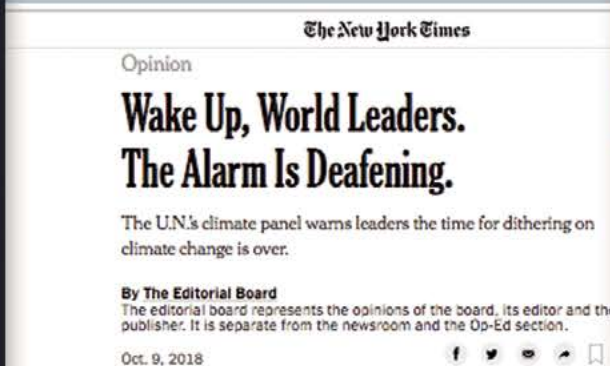 The New York Times
Opinion
Wake Up, World Leaders.
The Alarm Is Deafening.
The U.N.'s climate panel warns leaders the time for dithering on
climate change is over.
By The Editorial Board
The editorial board represents the opinions of the board, its editor and the
publisher. It is separate from the newsroom and the Op-Ed section.
Oct. 9, 2018